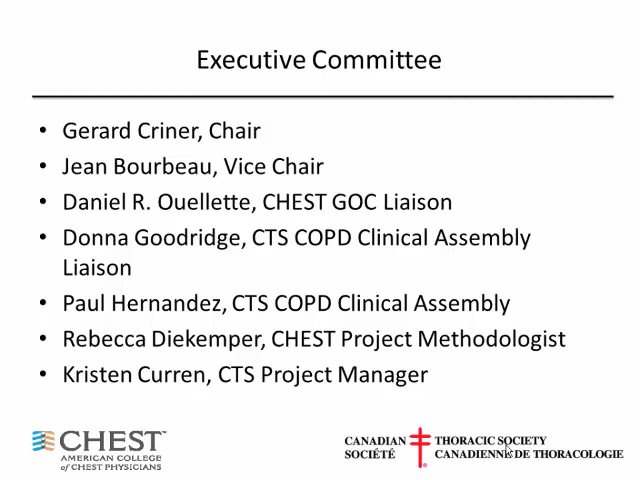 Executive Committee
• Gerard Criner, Chair
• Jean Bourbeau, Vice Chair
• Daniel R. Ouellette, CHEST GOC Liaison
• Donna Goodridge, CTS COPD Clinical Assembly
Liaison
• Paul Hernandez, CTS COPD Clinical Assembly
• Rebecca Diekemper, CHEST Project Methodologist
• Kristen Curren, CTS Project Manager
CHEST™
AMERICAN COLLEGE
of CHEST PHYSICIANS
CANADIAN THORACIC SOCIETY
SOCIÉTÉ CANADIENNE DE THORACOLOGIE